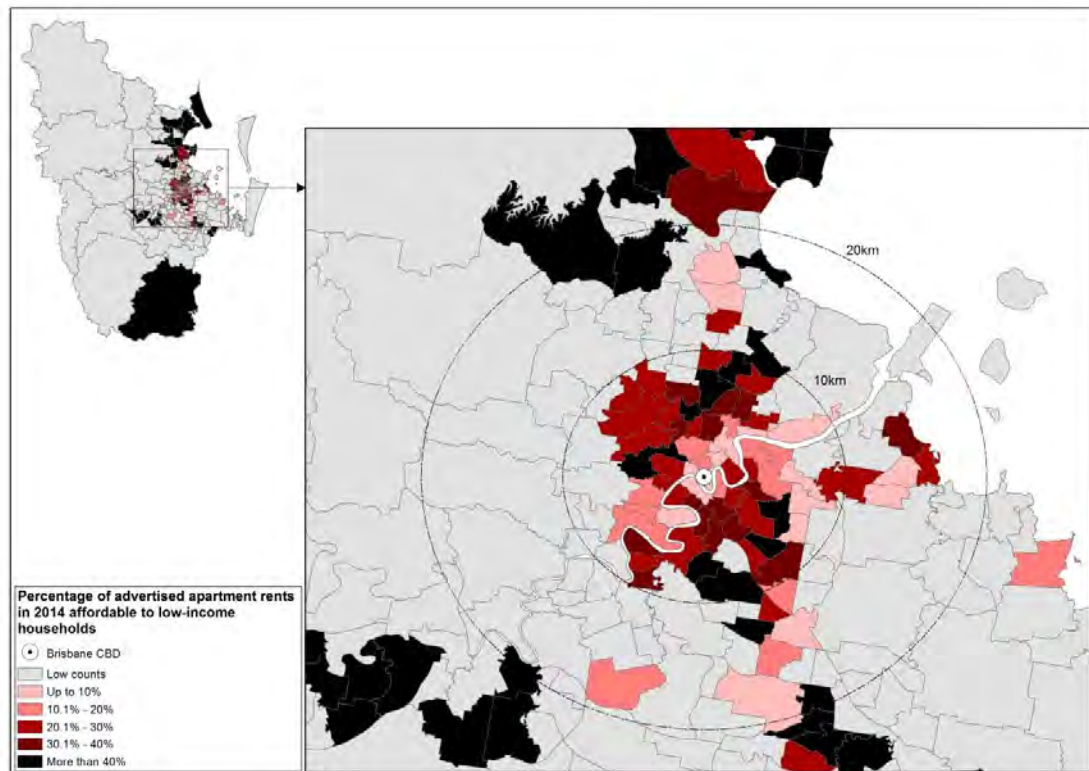 20km
10km
Percentage of advertised apartment rents
in 2014 affordable to low-income
households
Brisbane CBD
Low counts
Up to 10%
10.1% - 20%
20.1% - 30%
30.1% - 40%
More than 40%